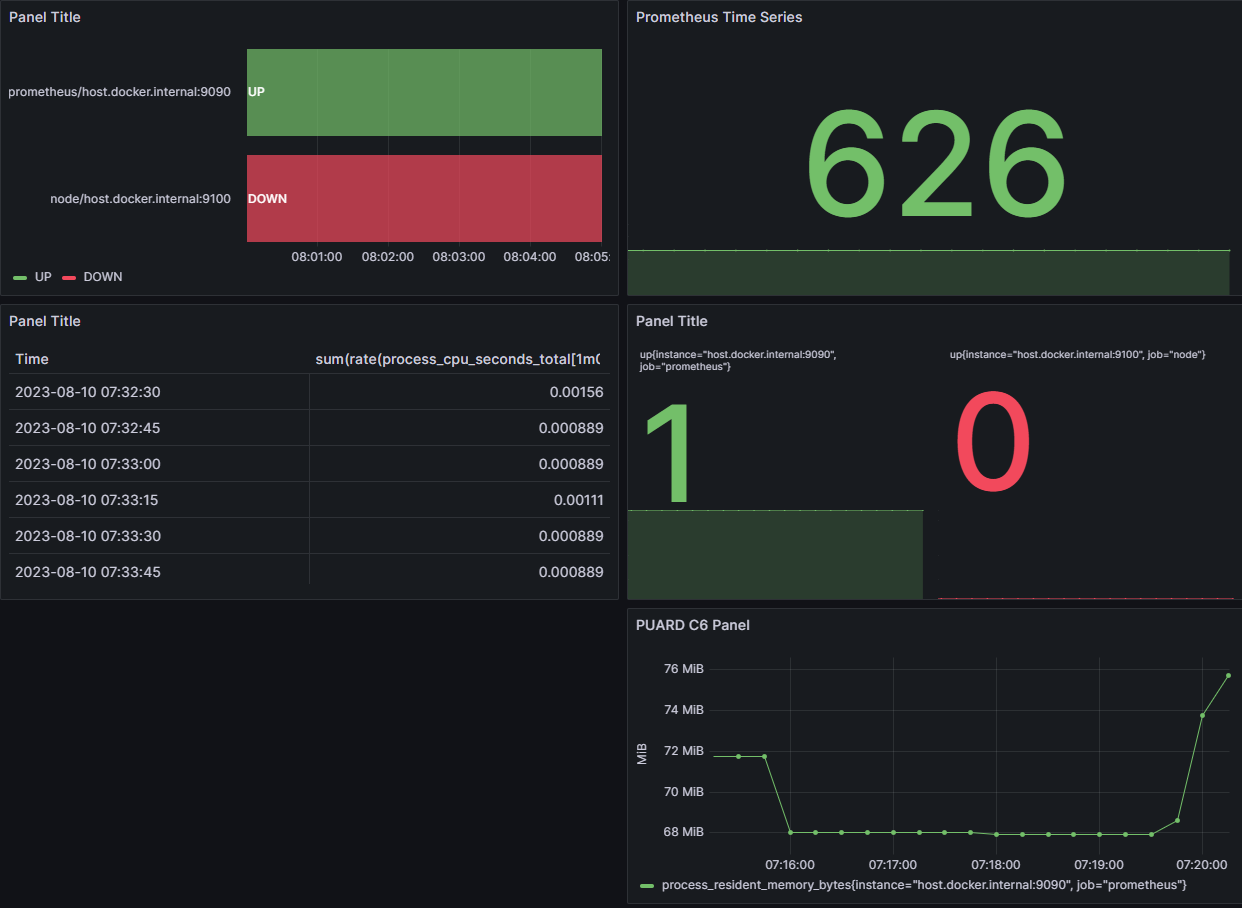 Panel Title
prometheus/host.docker.internal:9090
UP
node/host.docker.internal:9100
DOWN
08:01:00 08:02:00 08:03:00 08:04:00 08:05:
UP DOWN
Prometheus Time Series
626
Panel Title
Time sum(rate(process_cpu_seconds_total[1m0
2023-08-10 07:32:30 0.00156
2023-08-10 07:32:45 0.000889
2023-08-10 07:33:00 0.000889
2023-08-10 07:33:15 0.00111
2023-08-10 07:33:30 0.000889
2023-08-10 07:33:45 0.000889
Panel Title
up{instance="host.docker.internal:9090",
job="prometheus"}
1
up{instance="host.docker.internal:9100", job="node"}
0
PUARD C6 Panel
MiB
76 MiB
74 MiB
72 MiB
70 MiB
68 MiB
07:16:00 07:17:00 07:18:00 07:19:00 07:20:00
process_resident_memory_bytes{instance="host.docker.internal:9090", job="prometheus"}